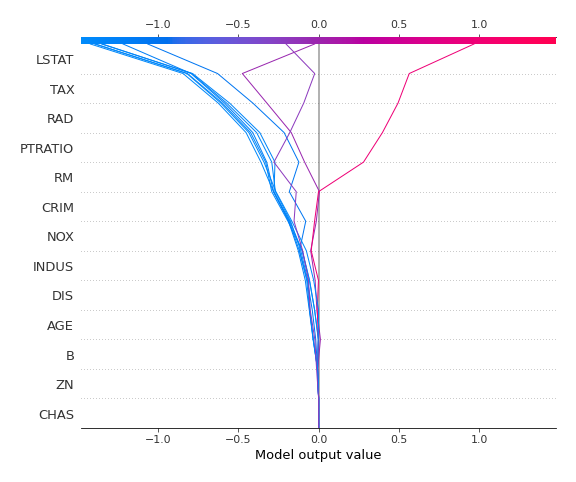 −1.0 −0.5 0.0 0.5 1.0
LSTAT
TAX
RAD
PTRATIO
RM
CRIM
NOX
INDUS
DIS
AGE
B
ZN
CHAS
−1.0 −0.5 0.0 0.5 1.0
Model output value